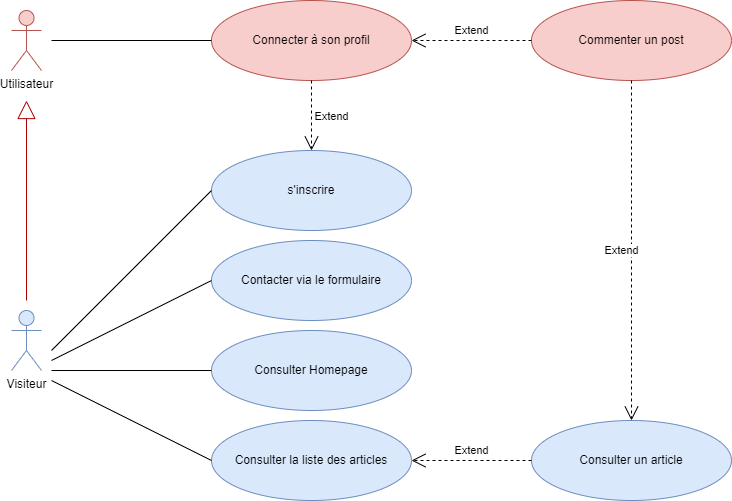 Utilisateur
Connecter à son profil
Extend
Commenter un post
Extend
s'inscrire
Extend
Contacter via le formulaire
Consulter Homepage
Visiteur
Consulter la liste des articles
Extend
Consulter un article